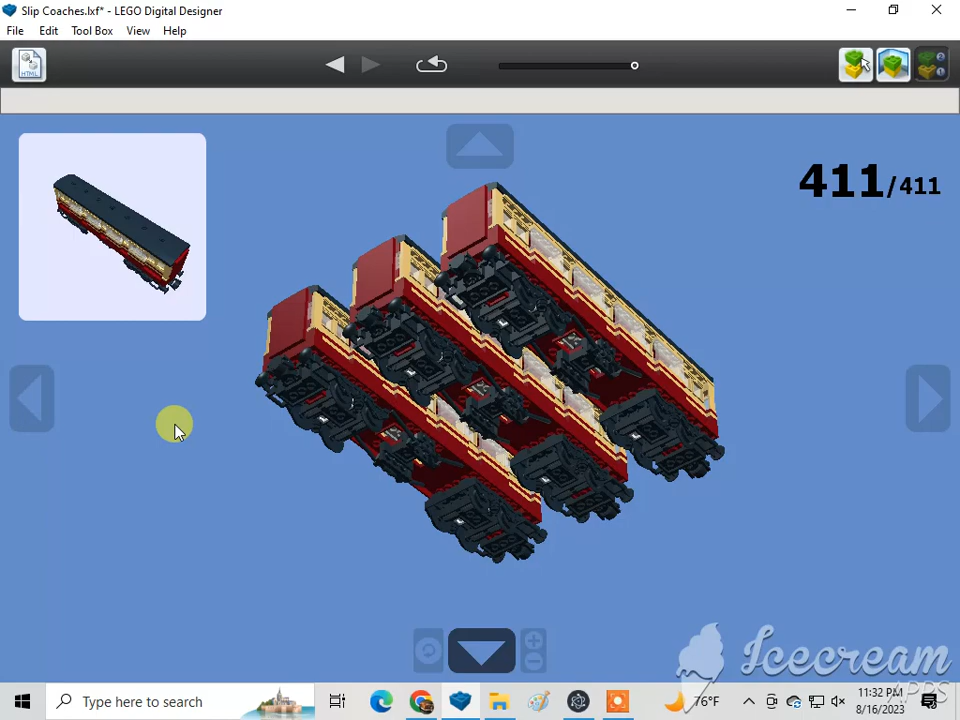 Slip Coaches.lxf* - LEGO Digital Designer
File Edit Tool Box View Help
HTML
411/411
Icecream
APPS
Type here to search
76°F
11:32 PM
8/16/2023